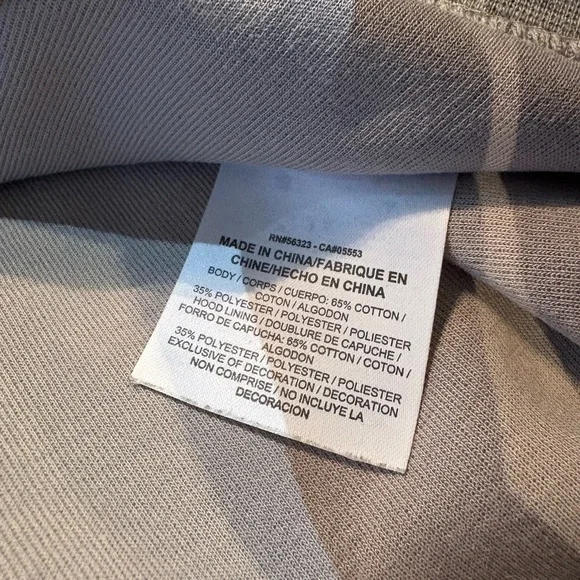 RN#56323 - CA#05553
MADE IN CHINA/FABRIQUE EN
CHINE/HECHO EN CHINA
BODY / CORPS / CUERPO: 65% COTTON /
COTON / ALGODON
35% POLYESTER / POLYESTER / POLIESTER
HOOD LINING / DOUBLURE DE CAPUCHE /
FORRO DE CAPUCHA: 65% COTTON / COTON /
ALGODON
35% POLYESTER / POLYESTER / POLIESTER
EXCLUSIVE OF DECORATION / DECORATION
NON COMPRISE / NO INCLUYE LA
DECORACION